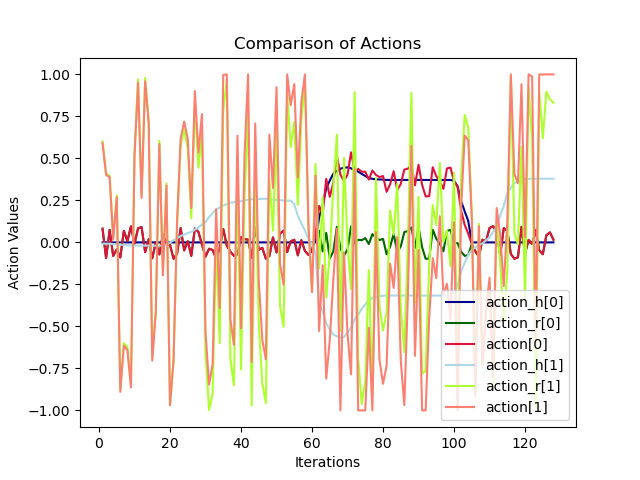 Comparison of Actions
1.00
0.75
0.50
0.25
0.00
−0.25
−0.50
−0.75
−1.00
Action Values
action_h[0]
action_r[0]
action[0]
action_h[1]
action_r[1]
action[1]
0 20 40 60 80 100 120
Iterations